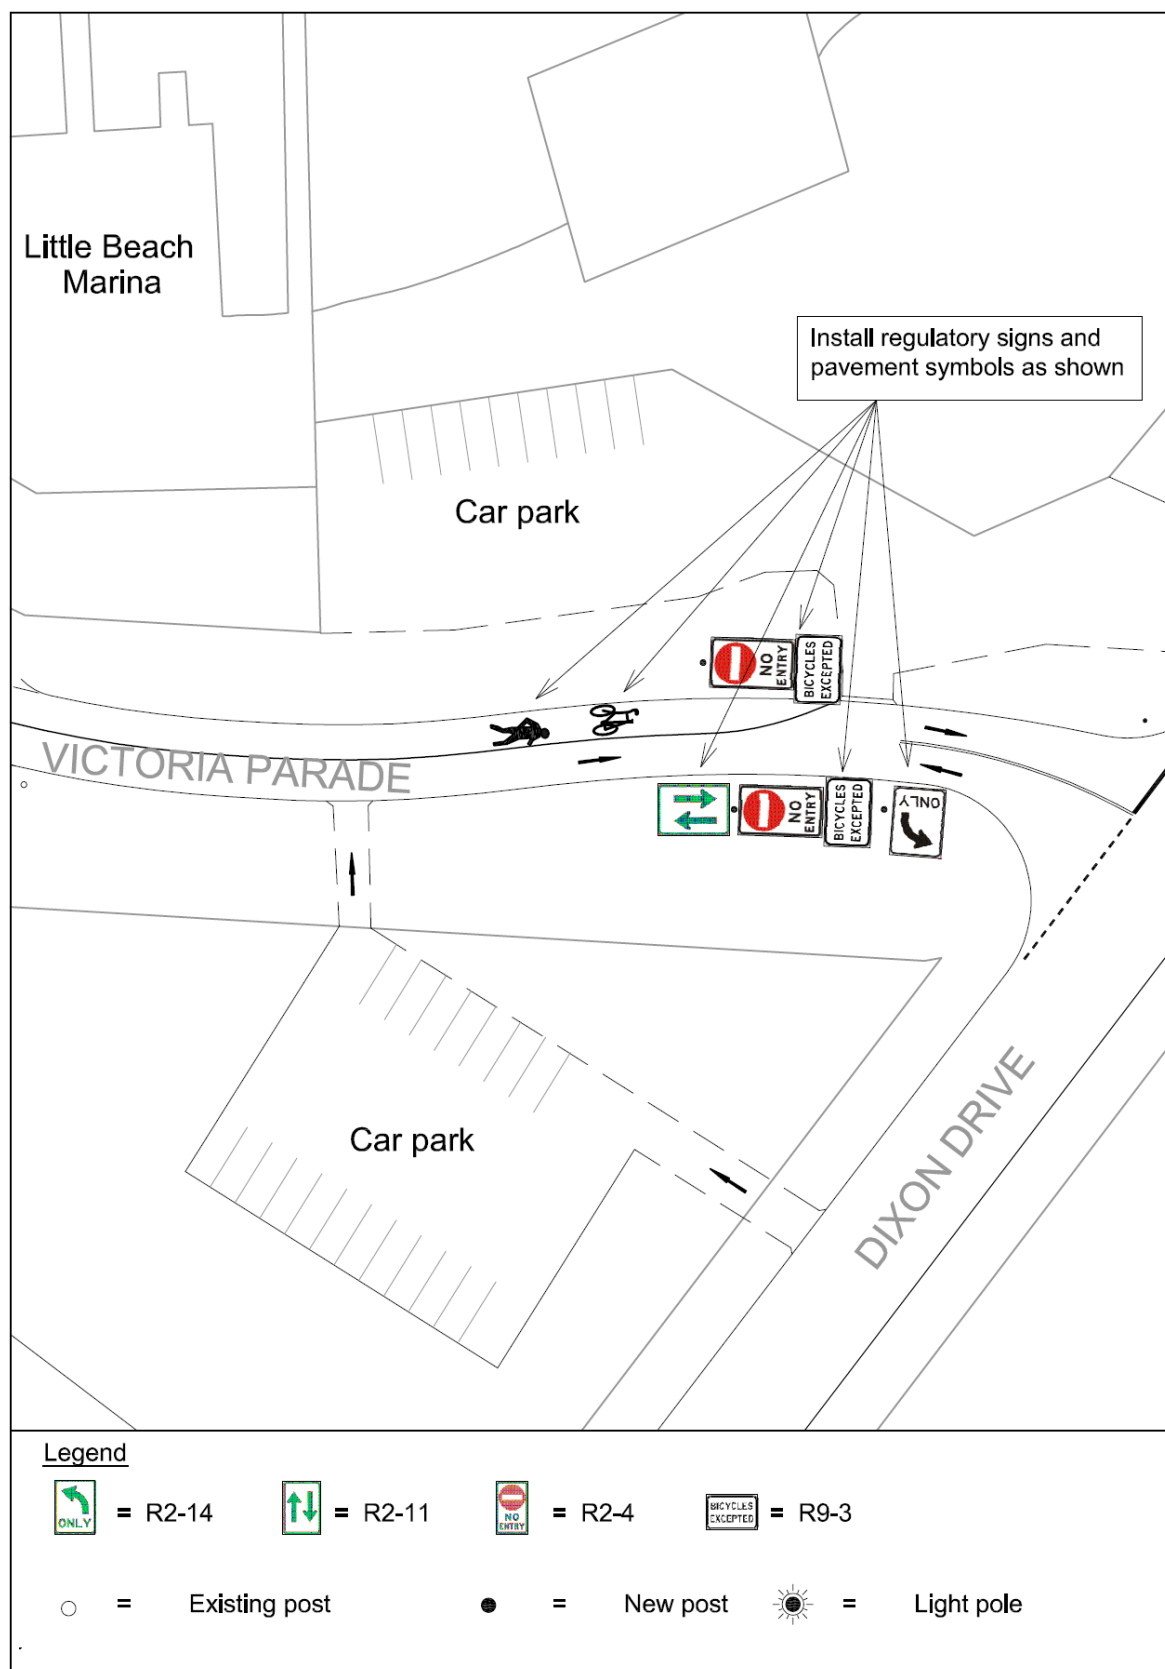 Little Beach
Marina
Install regulatory signs and
pavement symbols as shown
Car park
NO
ENTRY
BICYCLES
EXCEPTED
VICTORIA PARADE
NO
ENTRY
BICYCLES
EXCEPTED
ONLY
Car park
DIXON DRIVE
Legend
ONLY = R2-14
= R2-11
NO
ENTRY
= R2-4
BICYCLES
EXCEPTED
= R9-3
= Existing post
= New post
= Light pole